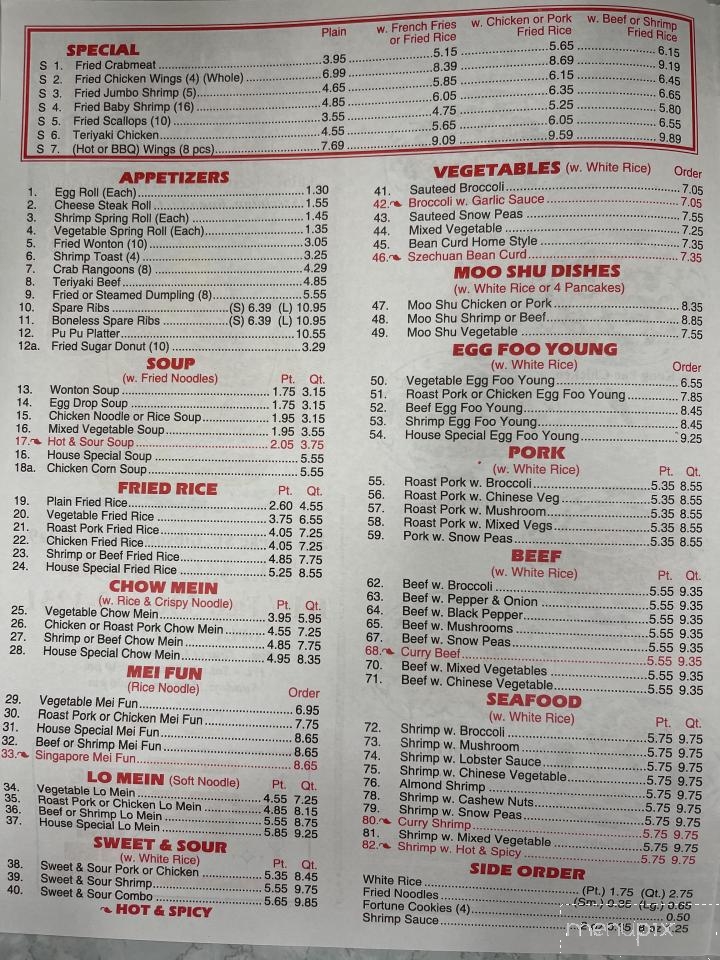 SPECIAL Plain w. French Fries or Fried Rice w. Chicken or Pork Fried Rice w. Beef or Shrimp Fried Rice
S 1. Fried Crabmeat 3.95 5.15 5.65 6.15
S 2. Fried Chicken Wings (4) (Whole) 6.99 8.39 8.69 9.19
S 3. Fried Jumbo Shrimp (5) 4.65 5.85 6.15 6.45
S 4. Fried Baby Shrimp (16) 4.85 6.05 6.35 6.65
S 5. Fried Scallops (10) 3.55 4.75 5.25 5.80
S 6. Teriyaki Chicken 4.55 5.65 6.05 6.55
S 7. (Hot or BBQ) Wings (8 pcs) 7.69 9.09 9.59 9.89
APPETIZERS
1. Egg Roll (Each) 1.30
2. Cheese Steak Roll 1.55
3. Shrimp Spring Roll (Each) 1.45
4. Vegetable Spring Roll (Each) 1.35
5. Fried Wonton (10) 3.05
6. Shrimp Toast (4) 3.25
7. Crab Rangoons (8) 4.29
8. Teriyaki Beef 4.85
9. Fried or Steamed Dumpling (8) 5.55
10. Spare Ribs (S) 6.39 (L) 10.95
11. Boneless Spare Ribs (S) 6.39 (L) 10.95
12. Pu Pu Platter 10.55
12a. Fried Sugar Donut (10) 3.29
SOUP
(w. Fried Noodles) Pt. Qt.
13. Wonton Soup 1.75 3.15
14. Egg Drop Soup 1.75 3.15
15. Chicken Noodle or Rice Soup 1.95 3.15
16. Mixed Vegetable Soup 1.95 3.55
17. Hot & Sour Soup 2.05 3.75
16. House Special Soup 5.55
18a. Chicken Corn Soup 5.55
FRIED RICE Pt. Qt.
19. Plain Fried Rice 2.60 4.55
20. Vegetable Fried Rice 3.75 6.55
21. Roast Pork Fried Rice 4.05 7.25
22. Chicken Fried Rice 4.05 7.25
23. Shrimp or Beef Fried Rice 4.85 7.75
24. House Special Fried Rice 5.25 8.55
CHOW MEIN
(w. Rice & Crispy Noodle) Pt. Qt.
25. Vegetable Chow Mein 3.95 5.95
26. Chicken or Roast Pork Chow Mein 4.55 7.25
27. Shrimp or Beef Chow Mein 4.85 7.75
28. House Special Chow Mein 4.95 8.35
MEI FUN
(Rice Noodle) Order
29. Vegetable Mei Fun 6.95
30. Roast Pork or Chicken Mei Fun 7.75
31. House Special Mei Fun 8.65
32. Beef or Shrimp Mei Fun 8.65
33. Singapore Mei Fun 8.65
LO MEIN (Soft Noodle) Pt. Qt.
34. Vegetable Lo Mein 4.55 7.25
35. Roast Pork or Chicken Lo Mein 4.85 8.15
36. Beef or Shrimp Lo Mein 5.55 8.75
37. House Special Lo Mein 5.85 9.25
SWEET & SOUR
(w. White Rice) Pt. Qt.
38. Sweet & Sour Pork or Chicken 5.35 8.45
39. Sweet & Sour Shrimp 5.55 9.75
40. Sweet & Sour Combo 5.65 9.85
HOT & SPICY
VEGETABLES (w. White Rice) Order
41. Sauteed Broccoli 7.05
42. Broccoli w. Garlic Sauce 7.05
43. Sauteed Snow Peas 7.55
44. Mixed Vegetable 7.25
45. Bean Curd Home Style 7.35
46. Szechuan Bean Curd 7.35
MOO SHU DISHES
(w. White Rice or 4 Pancakes)
47. Moo Shu Chicken or Pork 8.35
48. Moo Shu Shrimp or Beef 8.85
49. Moo Shu Vegetable 7.55
EGG FOO YOUNG
(w. White Rice) Order
50. Vegetable Egg Foo Young 6.55
51. Roast Pork or Chicken Egg Foo Young 7.85
52. Beef Egg Foo Young 8.45
53. Shrimp Egg Foo Young 8.45
54. House Special Egg Foo Young 9.25
PORK
(w. White Rice) Pt. Qt.
55. Roast Pork w. Broccoli 5.35 8.55
56. Roast Pork w. Chinese Veg 5.35 8.55
57. Roast Pork w. Mushroom 5.35 8.55
58. Roast Pork w. Mixed Vegs 5.35 8.55
59. Pork w. Snow Peas 5.35 8.55
BEEF
(w. White Rice) Pt. Qt.
62. Beef w. Broccoli 5.55 9.35
63. Beef w. Pepper & Onion 5.55 9.35
64. Beef w. Black Pepper 5.55 9.35
65. Beef w. Mushrooms 5.55 9.35
67. Beef w. Snow Peas 5.55 9.35
68. Curry Beef 5.55 9.35
70. Beef w. Mixed Vegetables 5.55 9.35
71. Beef w. Chinese Vegetable 5.55 9.35
SEAFOOD
(w. White Rice) Pt. Qt.
72. Shrimp w. Broccoli 5.75 9.75
73. Shrimp w. Mushroom 5.75 9.75
74. Shrimp w. Lobster Sauce 5.75 9.75
75. Shrimp w. Chinese Vegetable 5.75 9.75
76. Almond Shrimp 5.75 9.75
78. Shrimp w. Cashew Nuts 5.75 9.75
79. Shrimp w. Snow Peas 5.75 9.75
80. Curry Shrimp 5.75 9.75
81. Shrimp w. Mixed Vegetable 5.75 9.75
82. Shrimp w. Hot & Spicy 5.75 9.75
SIDE ORDER
White Rice (Pt.) 1.75 (Qt.) 2.75
Fried Noodles (Sm.) 0.35 (Lg.) 0.65
Fortune Cookies (4) 0.50
Shrimp Sauce
menupix